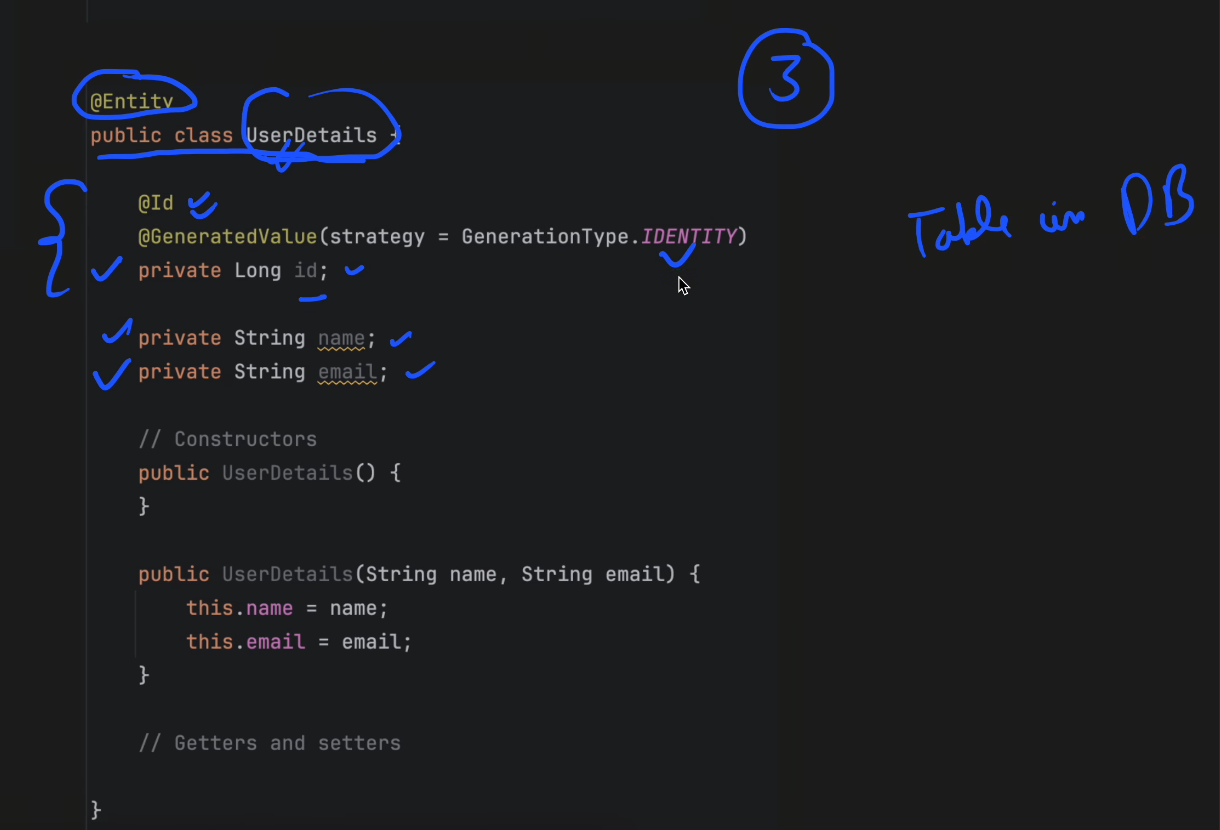 3
@Entity
public class UserDetails {
@Id
Table in DB
@GeneratedValue(strategy = GenerationType.IDENTITY)
private Long id;
private String name;
private String email;
// Constructors
public UserDetails() {
}
public UserDetails(String name, String email) {
this.name = name;
this.email = email;
}
// Getters and setters
}